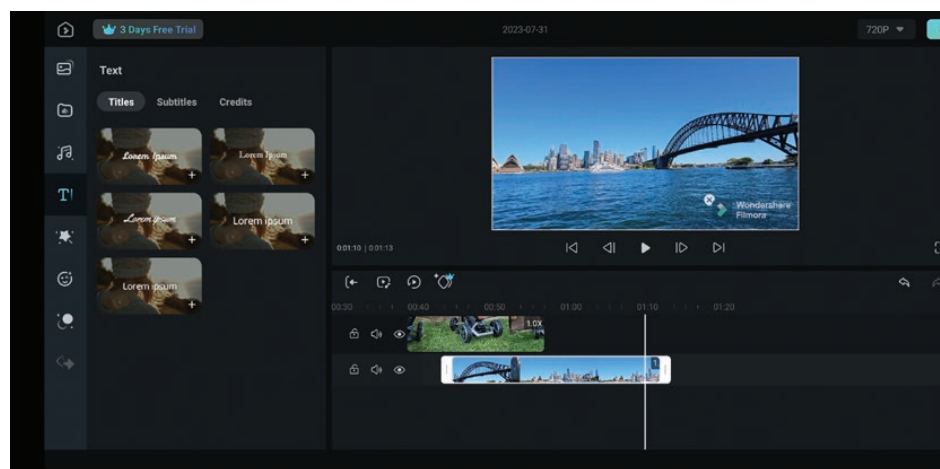 3 Days Free Trial
2023-07-31
720P
Text
Titles Subtitles Credits
Lorem ipsum
Lorem Ipsum
Lorem ipsum
Lorem ipsum
Lorem ipsum
Wondershare
Filmora
0:01:10 | 0:01:13
00:30 00:40 00:50 01:00 01:10 01:20
1.0X
1